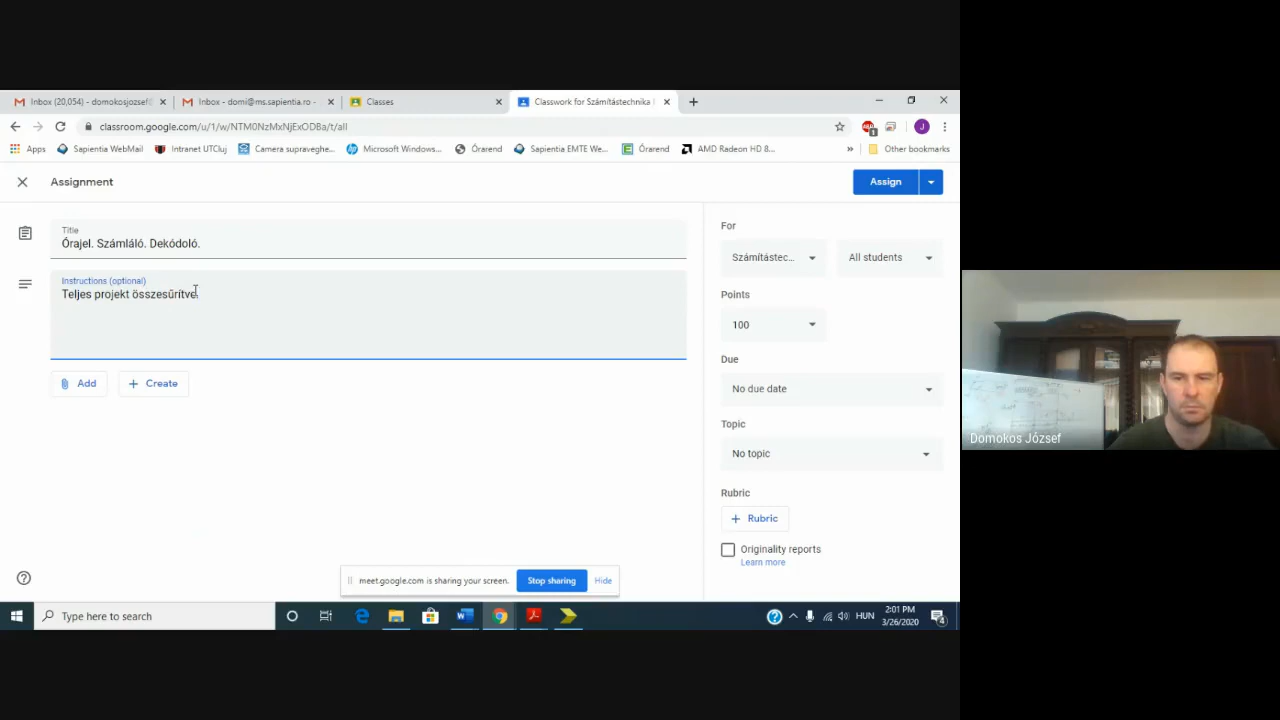 Inbox (20,054) - domokosjozsef@
Inbox - domi@ms.sapientia.ro -
Classes
Classwork for Számítástechnika I
classroom.google.com/u/1/w/NTM0NzMxNjExODBa/t/all
Apps
Sapientia WebMail
Intranet UTCluj
Camera supraveghe...
Microsoft Windows...
Órarend
Sapientia EMTE We...
Órarend
AMD Radeon HD 8...
»
Other bookmarks
Assignment
Assign
Title
Órajel. Számláló. Dekódoló.
Instructions (optional)
Teljes projekt összesűrítve.
Add
Create
For
Számítástec...
All students
Points
100
Due
No due date
Topic
No topic
Rubric
Rubric
Originality reports
Learn more
meet.google.com is sharing your screen.
Stop sharing
Hide
Type here to search
HUN
2:01 PM
3/26/2020
4
Domokos József